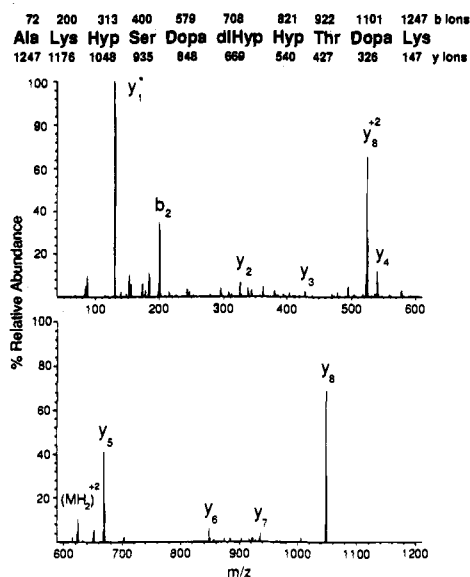 72 200 313 400 579 708 821 922 1101 1247 b ions
Ala Lys Hyp Ser Dopa diHyp Hyp Thr Dopa Lys
1247 1176 1048 935 848 669 540 427 326 147 y ions
100
80
60
40
20
y1*
b2
y2
y3
y8+2
y4
100 200 300 400 500 600
% Relative Abundance
100
80
60
40
20
(MH2)+2
y5
y6
y7
y8
600 700 800 900 1000 1100 1200
m/z